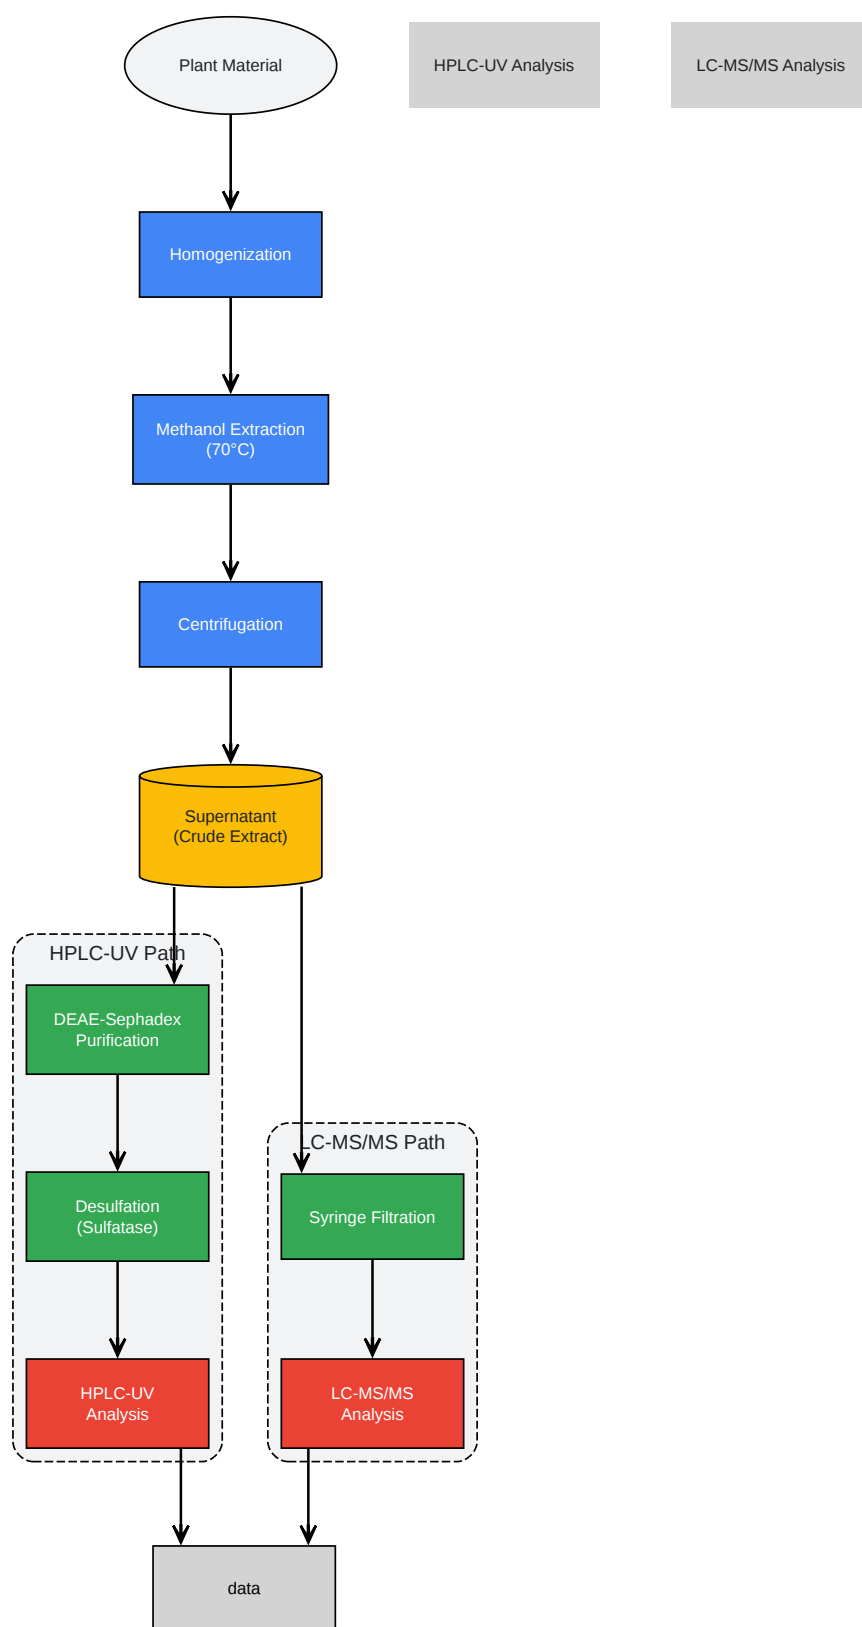 Plant Material
HPLC-UV Analysis
LC-MS/MS Analysis
Homogenization
Methanol Extraction
(70°C)
Centrifugation
Supernatant
(Crude Extract)
HPLC-UV Path
DEAE-Sephadex
Purification
Desulfation
(Sulfatase)
HPLC-UV
Analysis
LC-MS/MS Path
Syringe Filtration
LC-MS/MS
Analysis
data